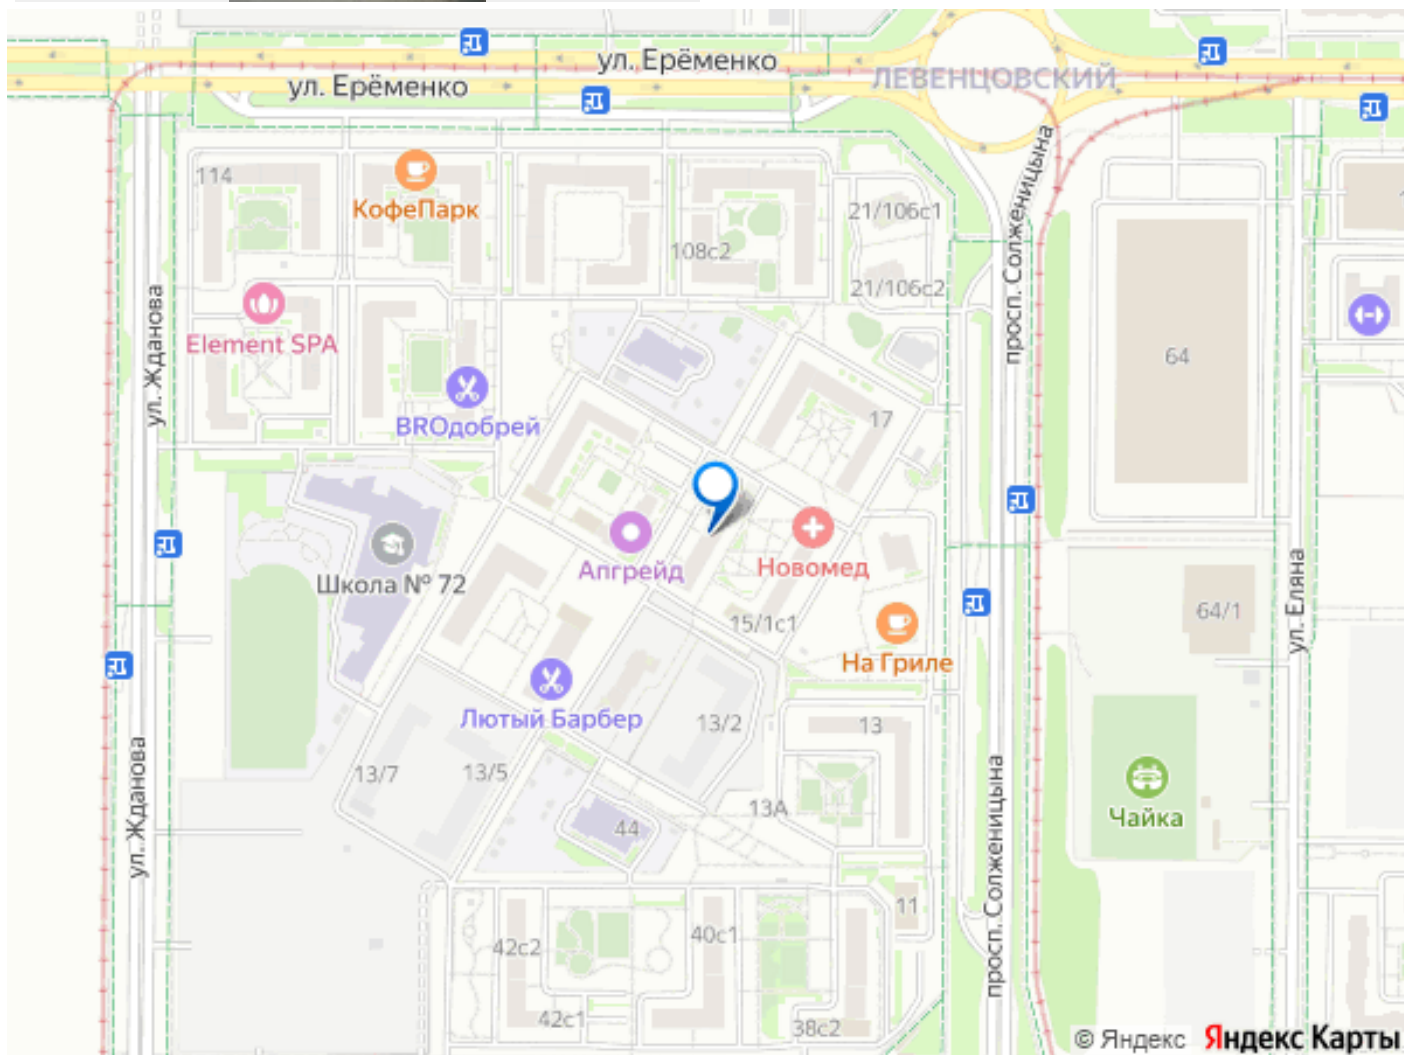 ул. Ерёменко
ул. Ерёменко
ЛЕВЕНЦОВСКИЙ
просп. Солженицына
114
КофеПарк
21/106с1
108с2
21/106с2
ул. Жданова
Element SPA
64
BROдобрей
17
Школа № 72
Апгрейд
Новомед
15/1с1
64/1
ул. Еляна
На Гриле
Лютый Барбер
13/2
13
13/7
13/5
ул. Жданова
просп. Солженицына
13А
Чайка
44
11
42с2
40с1
42с1
38с2
© Яндекс Яндекс Карты